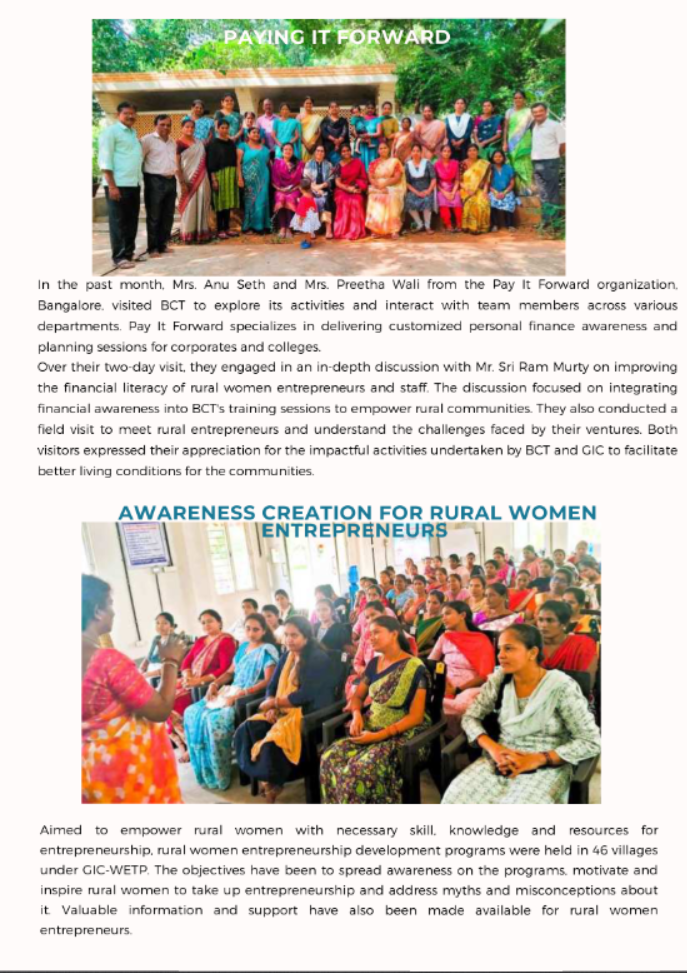 PAYING IT FORWARD
In the past month, Mrs. Anu Seth and Mrs. Preetha Wali from the Pay It Forward organization,
Bangalore, visited BCT to explore its activities and interact with team members across various
departments. Pay It Forward specializes in delivering customized personal finance awareness and
planning sessions for corporates and colleges.
Over their two-day visit, they engaged in an in-depth discussion with Mr. Sri Ram Murty on improving
the financial literacy of rural women entrepreneurs and staff. The discussion focused on integrating
financial awareness into BCT's training sessions to empower rural communities. They also conducted a
field visit to meet rural entrepreneurs and understand the challenges faced by their ventures. Both
visitors expressed their appreciation for the impactful activities undertaken by BCT and GIC to facilitate
better living conditions for the communities.
AWARENESS CREATION FOR RURAL WOMEN
ENTREPRENEURS
Aimed to empower rural women with necessary skill, knowledge and resources for
entrepreneurship, rural women entrepreneurship development programs were held in 46 villages
under GIC-WETP. The objectives have been to spread awareness on the programs, motivate and
inspire rural women to take up entrepreneurship and address myths and misconceptions about
it. Valuable information and support have also been made available for rural women
entrepreneurs.